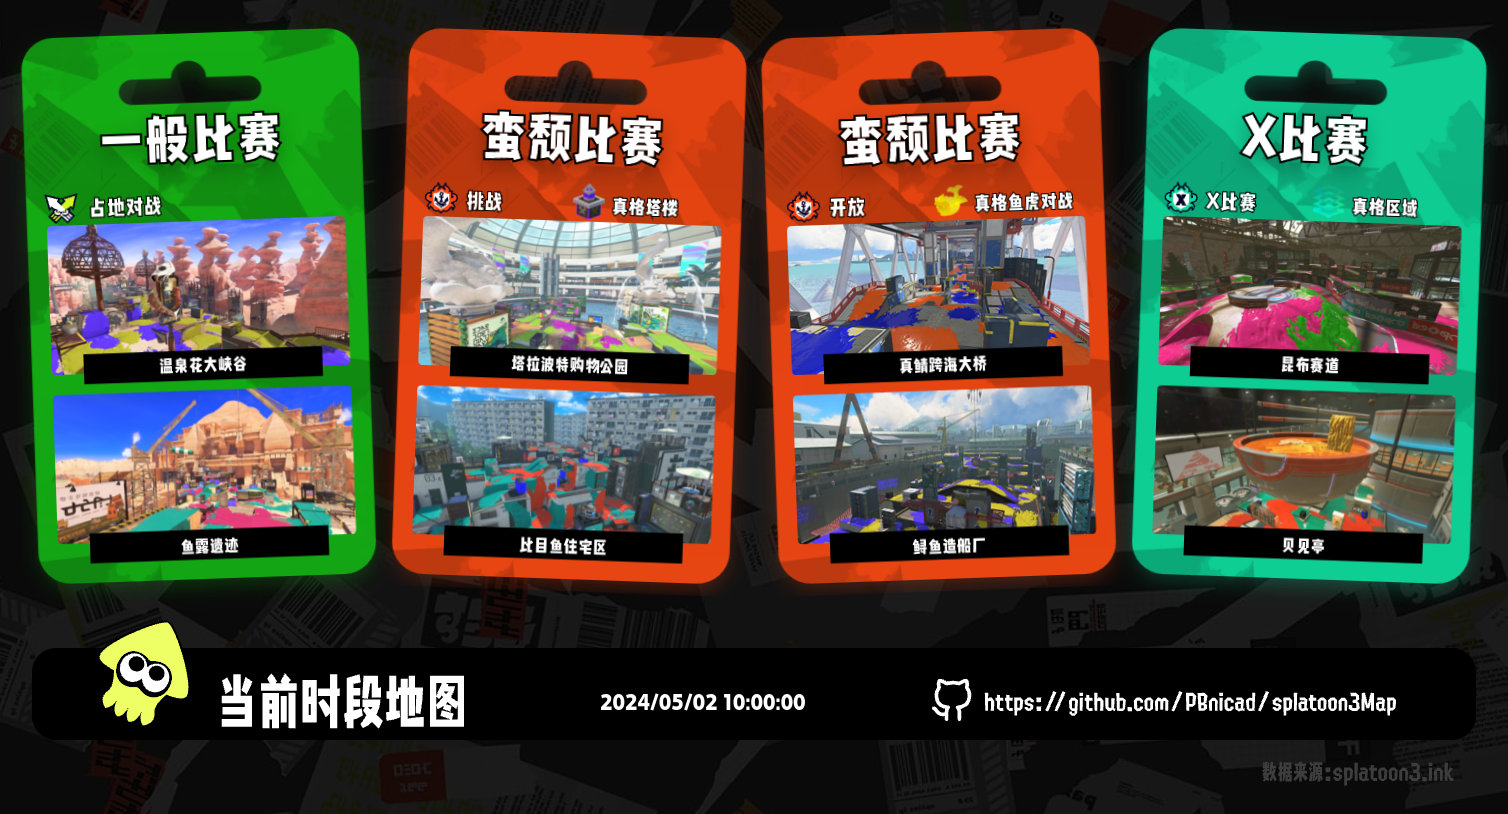 一般比赛
占地对战
温泉花大峡谷
鱼露遗迹
蛮颓比赛
挑战
真格塔楼
塔拉波特购物公园
比目鱼住宅区
蛮颓比赛
开放
真格鱼虎对战
真鲭跨海大桥
鲟鱼造船厂
X比赛
X比赛
真格区域
昆布赛道
贝见亭
当前时段地图
2024/05/02 10:00:00
https://github.com/PBnicad/splatoon3Map
数据来源:splatoon3.ink